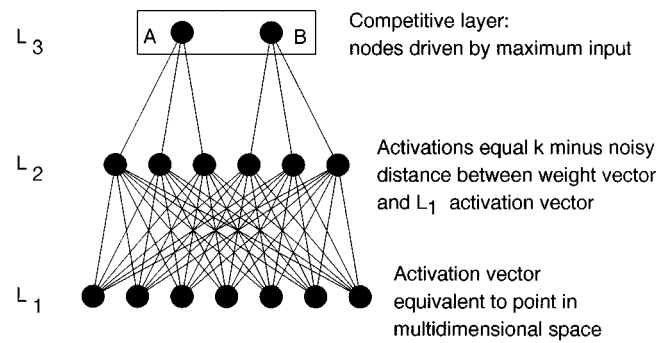 L3
A B
Competitive layer:
nodes driven by maximum input
L2
Activations equal k minus noisy
distance between weight vector
and L1 activation vector
L1
Activation vector
equivalent to point in
multidimensional space